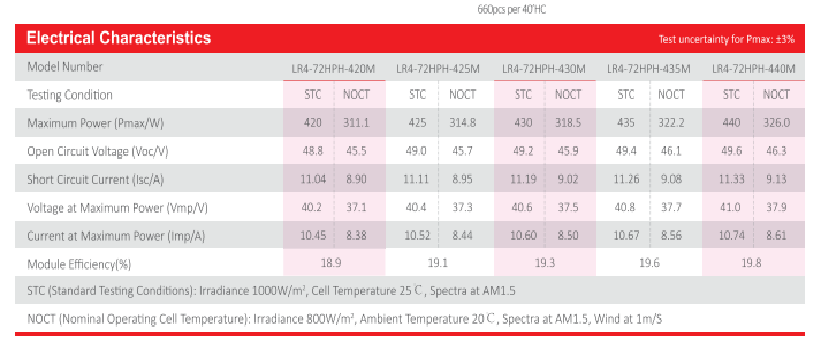 660pcs per 40'HC
Electrical Characteristics Test uncertainty for Pmax: ±3%
Model Number LR4-72HPH-420M LR4-72HPH-425M LR4-72HPH-430M LR4-72HPH-435M LR4-72HPH-440M
Testing Condition STC NOCT STC NOCT STC NOCT STC NOCT STC NOCT
Maximum Power (Pmax/W) 420 311.1 425 314.8 430 318.5 435 322.2 440 326.0
Open Circuit Voltage (Voc/V) 48.8 45.5 49.0 45.7 49.2 45.9 49.4 46.1 49.6 46.3
Short Circuit Current (Isc/A) 11.04 8.90 11.11 8.95 11.19 9.02 11.26 9.08 11.33 9.13
Voltage at Maximum Power (Vmp/V) 40.2 37.1 40.4 37.3 40.6 37.5 40.8 37.7 41.0 37.9
Current at Maximum Power (Imp/A) 10.45 8.38 10.52 8.44 10.60 8.50 10.67 8.56 10.74 8.61
Module Efficiency(%) 18.9 19.1 19.3 19.6 19.8
STC (Standard Testing Conditions): Irradiance 1000W/m², Cell Temperature 25℃, Spectra at AM1.5
NOCT (Nominal Operating Cell Temperature): Irradiance 800W/m², Ambient Temperature 20℃, Spectra at AM1.5, Wind at 1m/S